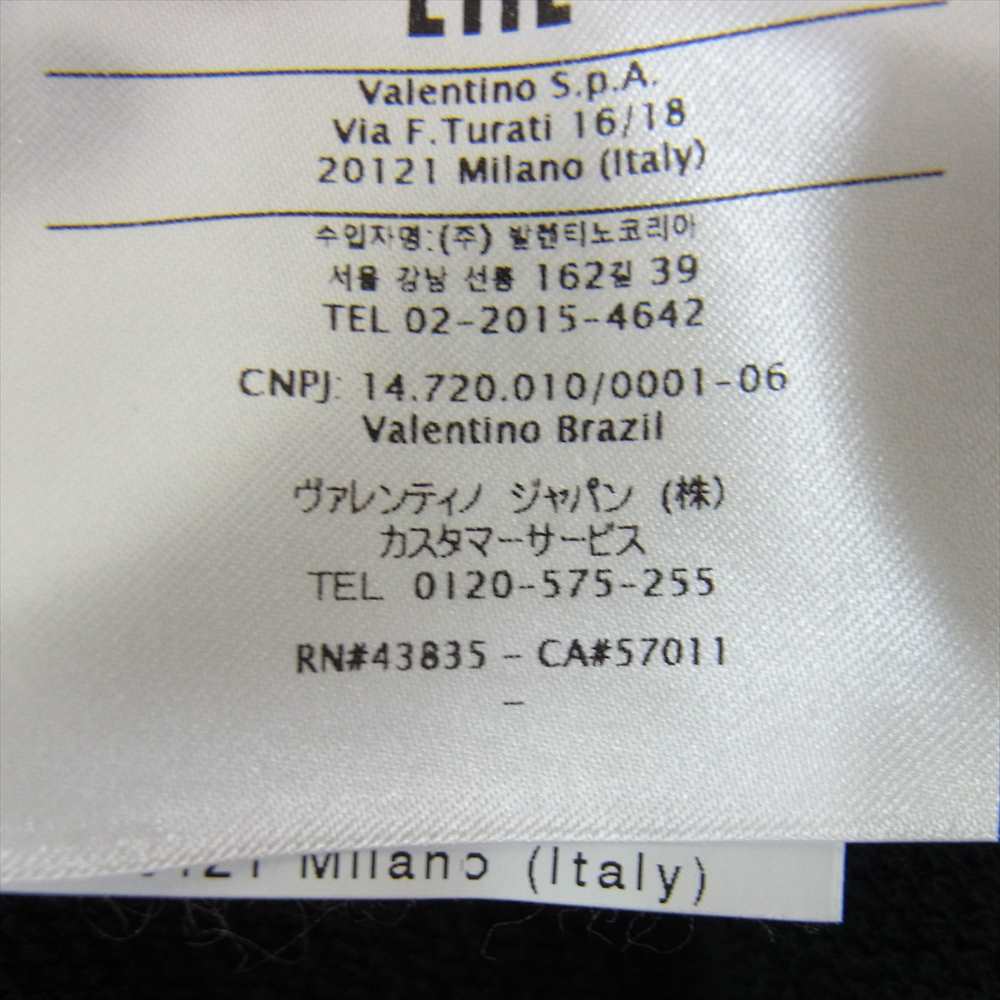 Valentino S.p.A.
Via F.Turati 16/18
20121 Milano (Italy)
수입자명:(주) 발렌티노코리아
서울 강남 선릉 162길 39
TEL 02-2015-4642
CNPJ: 14.720.010/0001-06
Valentino Brazil
ヴァレンティノ ジャパン (株)
カスタマーサービス
TEL 0120-575-255
RN#43835 - CA#57011
-
Milano (Italy)